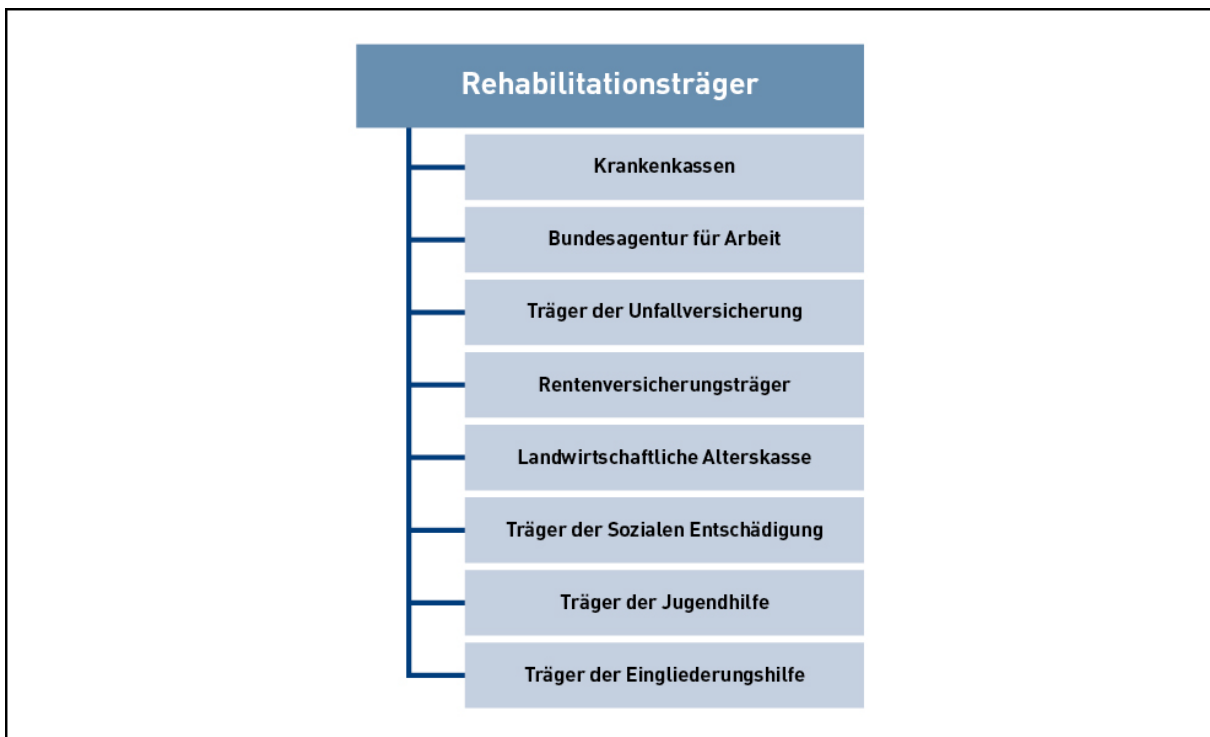 Rehabilitationsträger
Krankenkassen
Bundesagentur für Arbeit
Träger der Unfallversicherung
Rentenversicherungsträger
Landwirtschaftliche Alterskasse
Träger der Sozialen Entschädigung
Träger der Jugendhilfe
Träger der Eingliederungshilfe